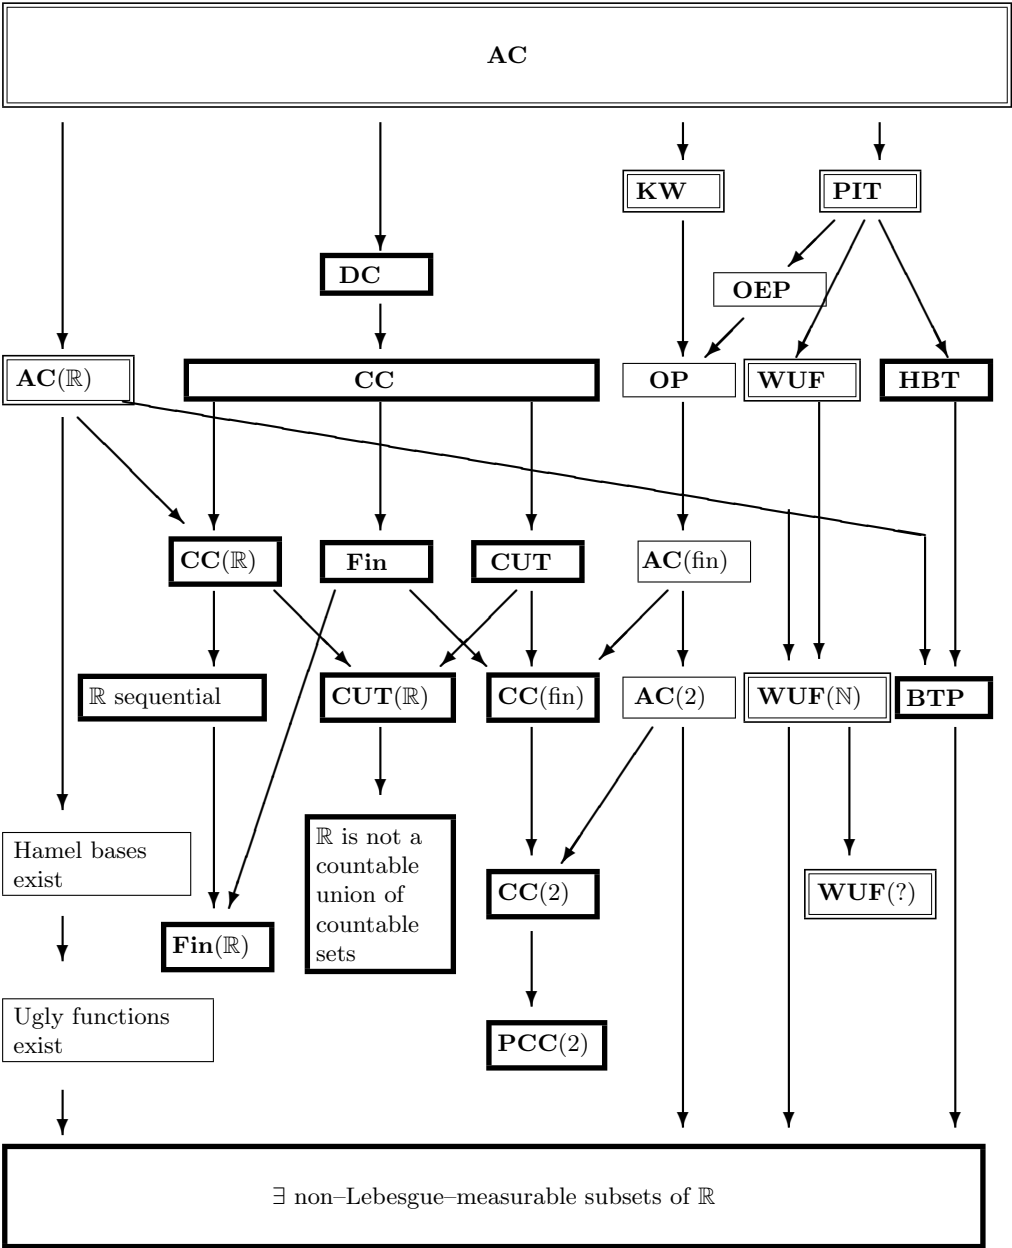 AC
KW
PIT
DC
OEP
AC(ℝ)
CC
OP
WUF
HBT
CC(ℝ)
Fin
CUT
AC(fin)
ℝ sequential
CUT(ℝ)
CC(fin)
AC(2)
WUF(ℕ)
BTP
Hamel bases
exist
ℝ is not a
countable
union of
countable
sets
CC(2)
WUF(?)
Fin(ℝ)
Ugly functions
exist
PCC(2)
∃ non–Lebesgue–measurable subsets of ℝ